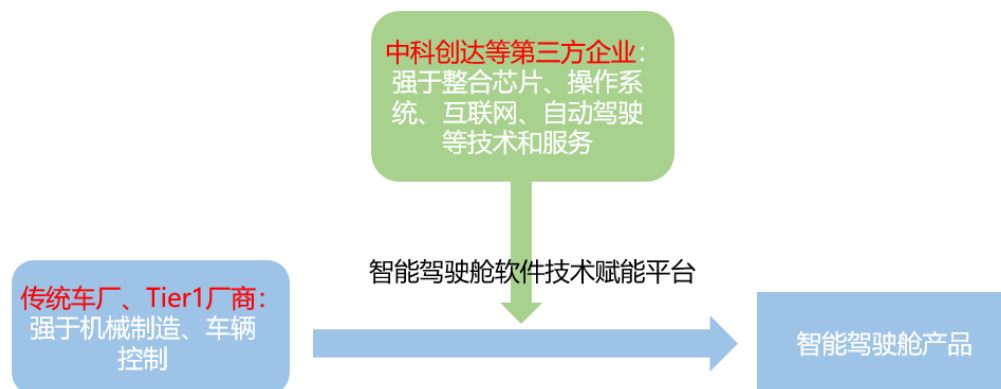 中科创达等第三方企业：
强于整合芯片、操作系
统、互联网、自动驾驶
等技术和服务
智能驾驶舱软件技术赋能平台
传统车厂、Tier1厂商：
强于机械制造、车辆
控制
智能驾驶舱产品